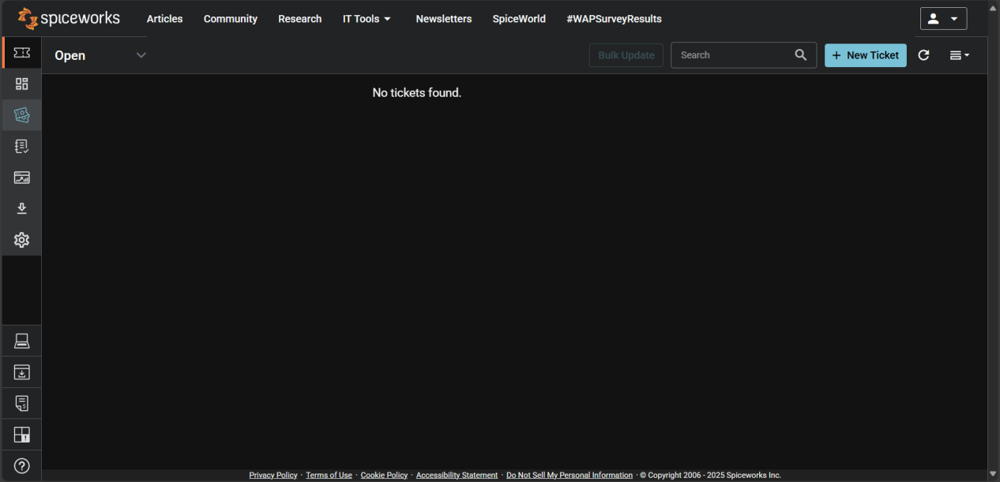 spiceworks Articles Community Research IT Tools Newsletters SpiceWorld #WAPSurveyResults
Open Bulk Update Search + New Ticket
No tickets found.
Privacy Policy · Terms of Use · Cookie Policy · Accessibility Statement · Do Not Sell My Personal Information · © Copyright 2006 - 2025 Spiceworks Inc.